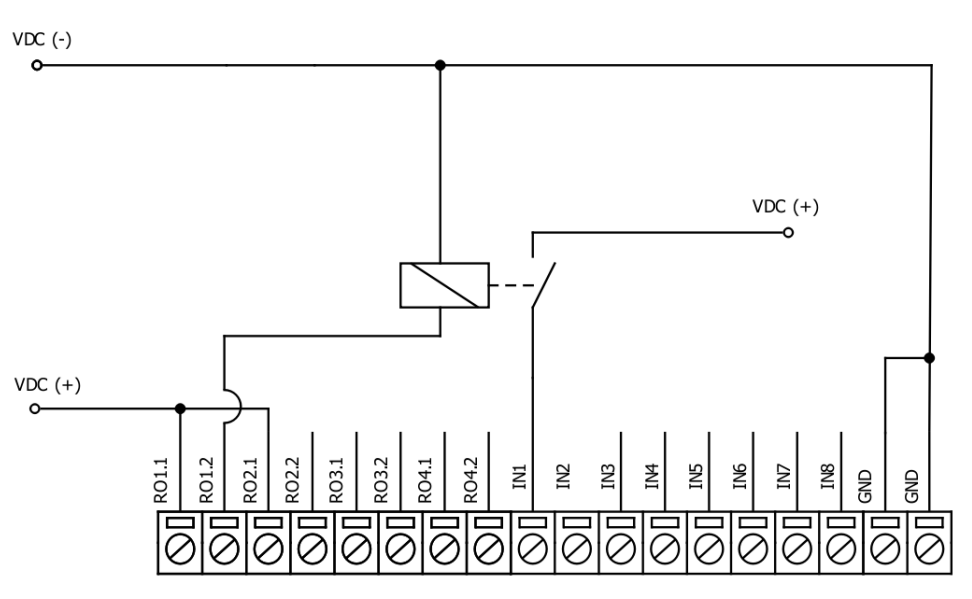 VDC (-)
VDC (+)
VDC (+)
RO1.1
RO1.2
RO2.1
RO2.2
RO3.1
RO3.2
RO4.1
RO4.2
IN1
IN2
IN3
IN4
IN5
IN6
IN7
IN8
GND
GND